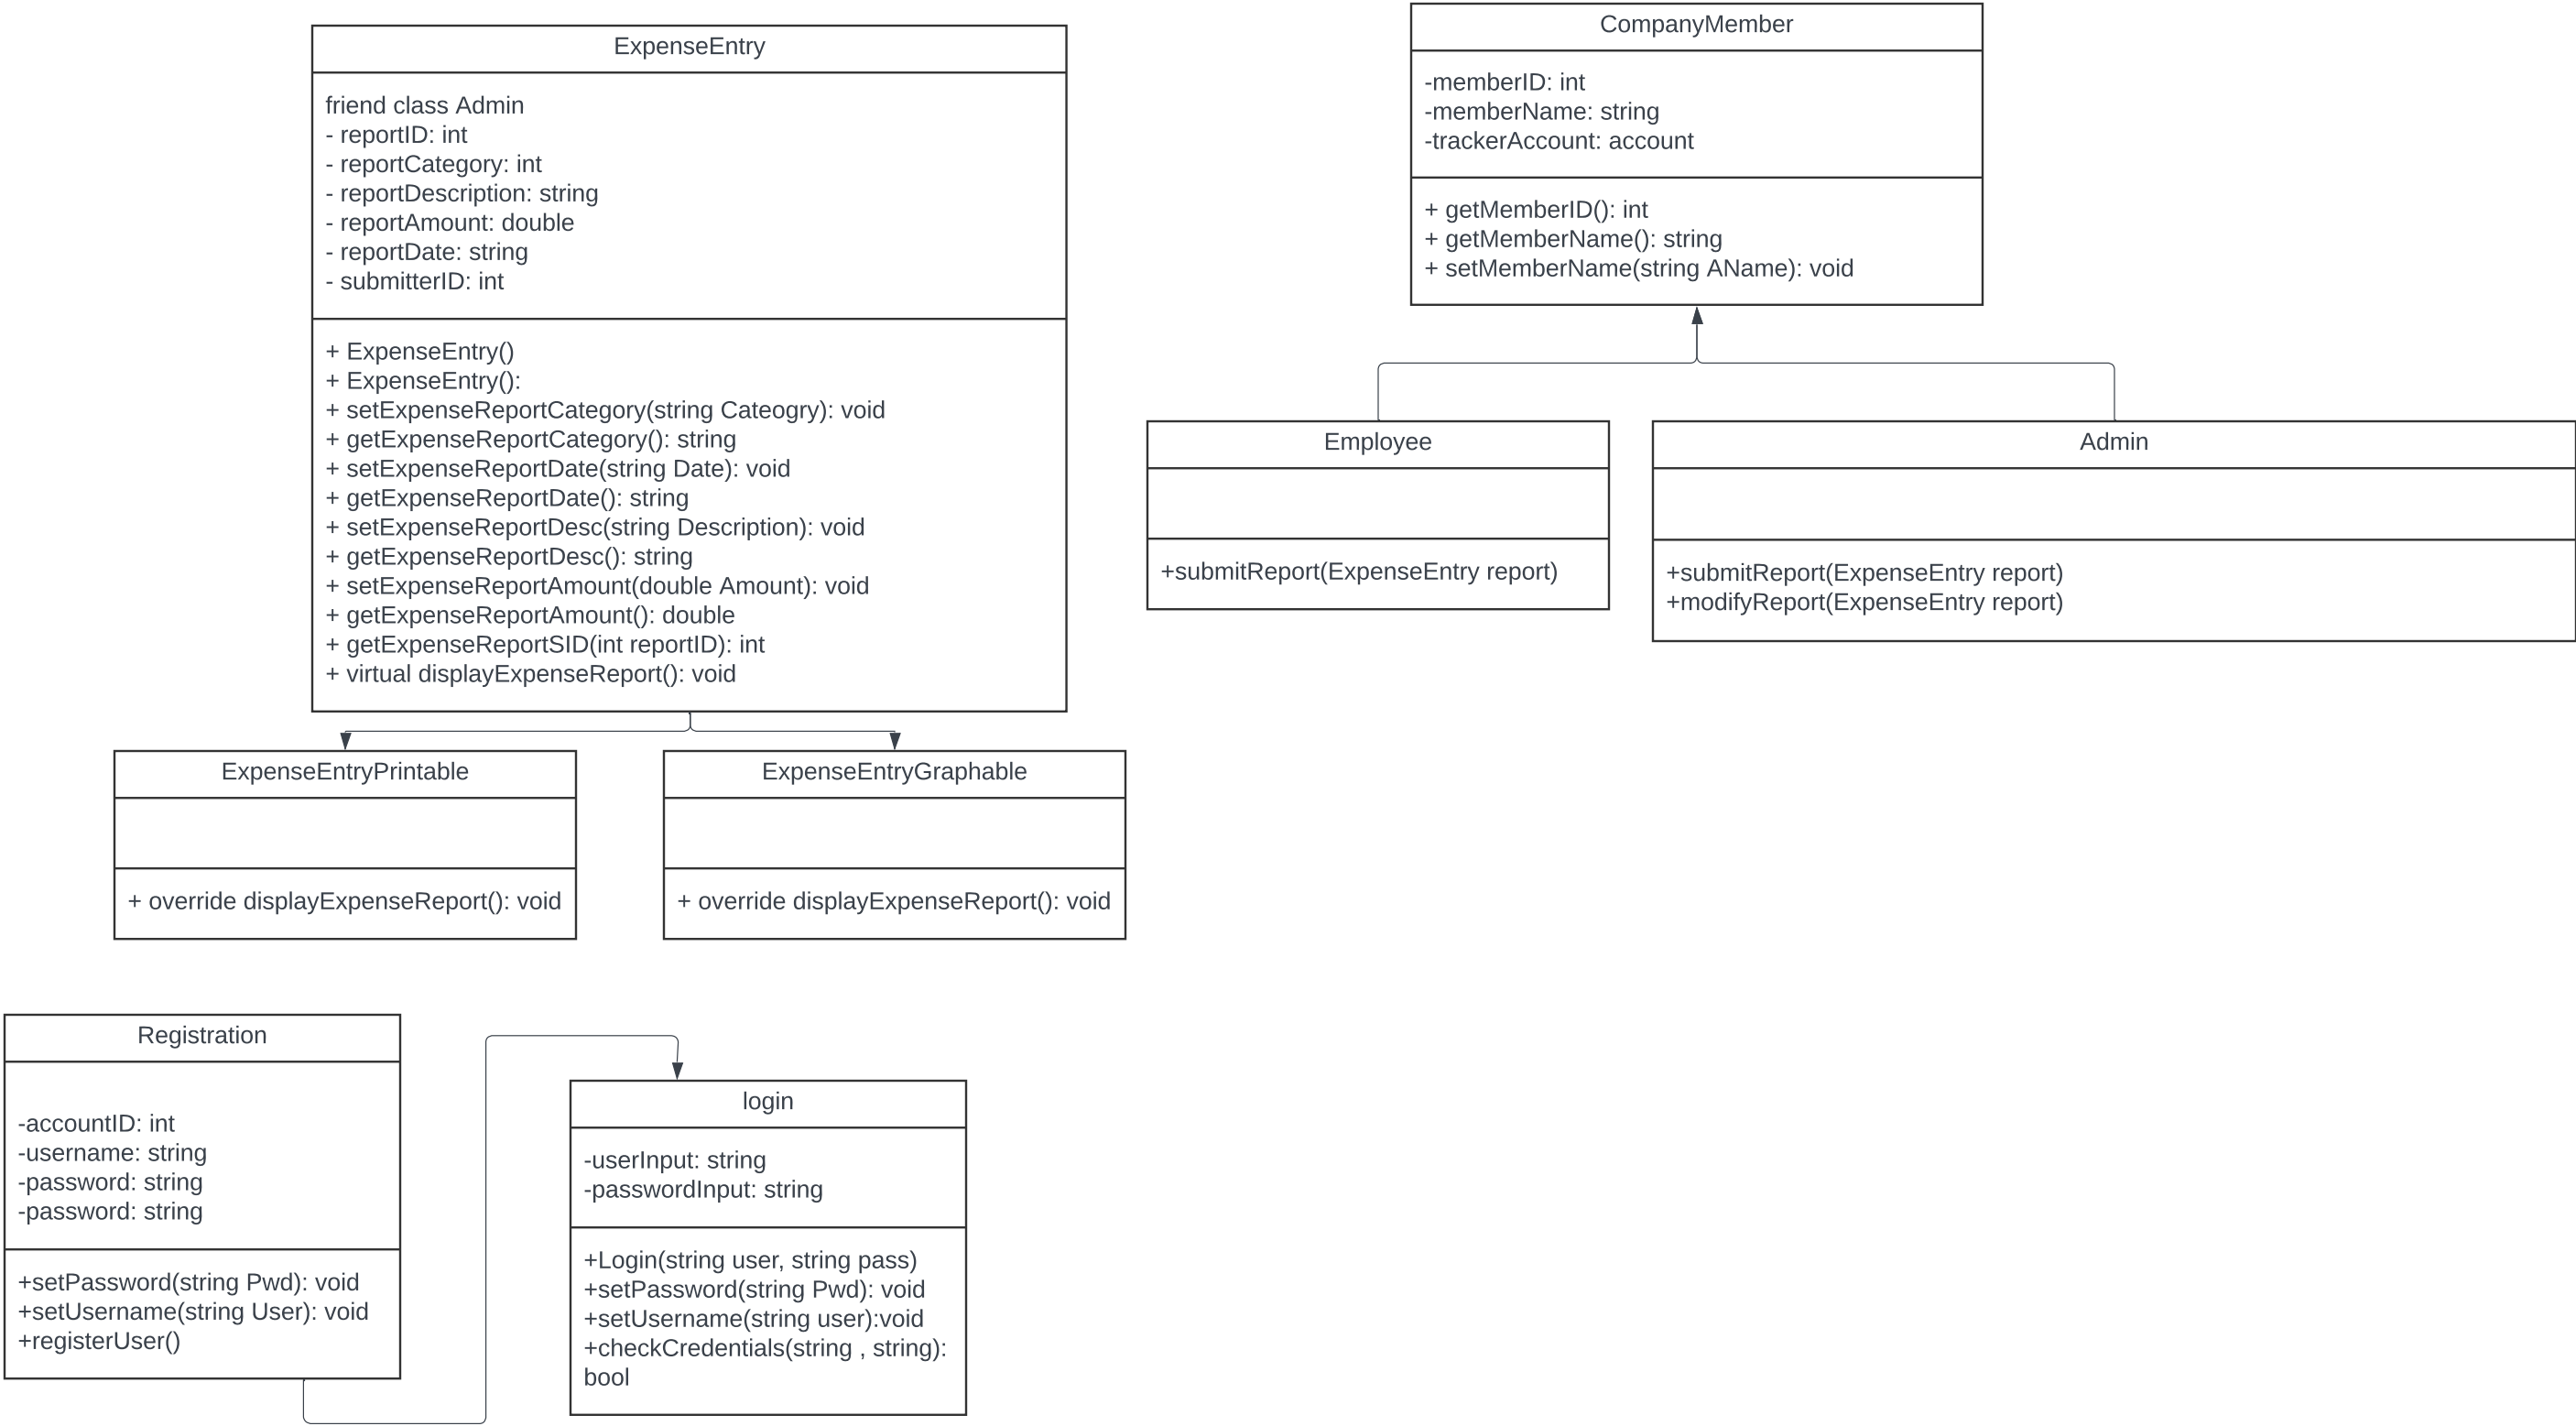 ExpenseEntry
friend class Admin
- reportID: int
- reportCategory: int
- reportDescription: string
- reportAmount: double
- reportDate: string
- submitterID: int
+ ExpenseEntry()
+ ExpenseEntry():
+ setExpenseReportCategory(string Cateogry): void
+ getExpenseReportCategory(): string
+ setExpenseReportDate(string Date): void
+ getExpenseReportDate(): string
+ setExpenseReportDesc(string Description): void
+ getExpenseReportDesc(): string
+ setExpenseReportAmount(double Amount): void
+ getExpenseReportAmount(): double
+ getExpenseReportSID(int reportID): int
+ virtual displayExpenseReport(): void
CompanyMember
-memberID: int
-memberName: string
-trackerAccount: account
+ getMemberID(): int
+ getMemberName(): string
+ setMemberName(string AName): void
Employee
+submitReport(ExpenseEntry report)
Admin
+submitReport(ExpenseEntry report)
+modifyReport(ExpenseEntry report)
ExpenseEntryPrintable
+ override displayExpenseReport(): void
ExpenseEntryGraphable
+ override displayExpenseReport(): void
Registration
-accountID: int
-username: string
-password: string
-password: string
+setPassword(string Pwd): void
+setUsername(string User): void
+registerUser()
login
-userInput: string
-passwordInput: string
+Login(string user, string pass)
+setPassword(string Pwd): void
+setUsername(string user):void
+checkCredentials(string , string):
bool